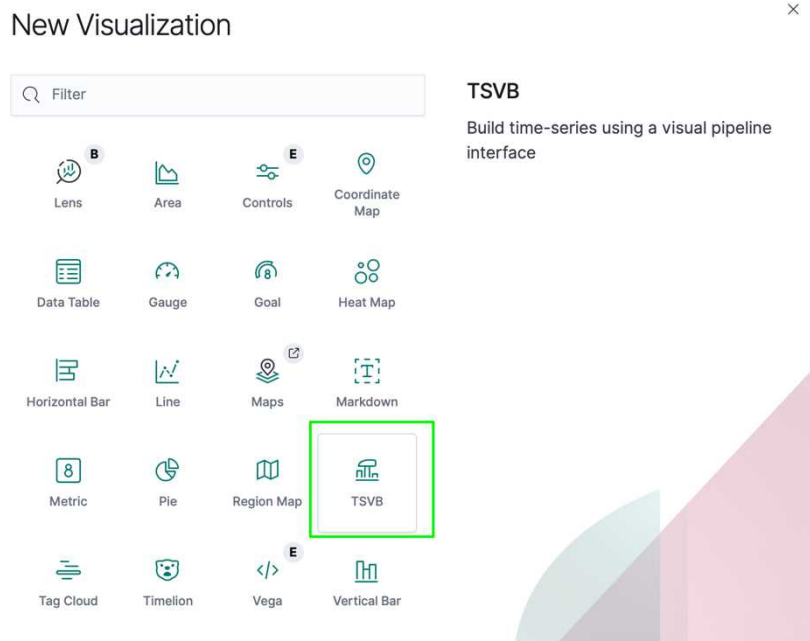 New Visualization
Filter
TSVB
Build time-series using a visual pipeline
interface
B
E
Lens
Area
Controls
Coordinate
Map
8
Data Table
Gauge
Goal
Heat Map
T
Horizontal Bar
Line
Maps
Markdown
8
Metric
Pie
Region Map
TSVB
E
</>
Tag Cloud
Timelion
Vega
Vertical Bar